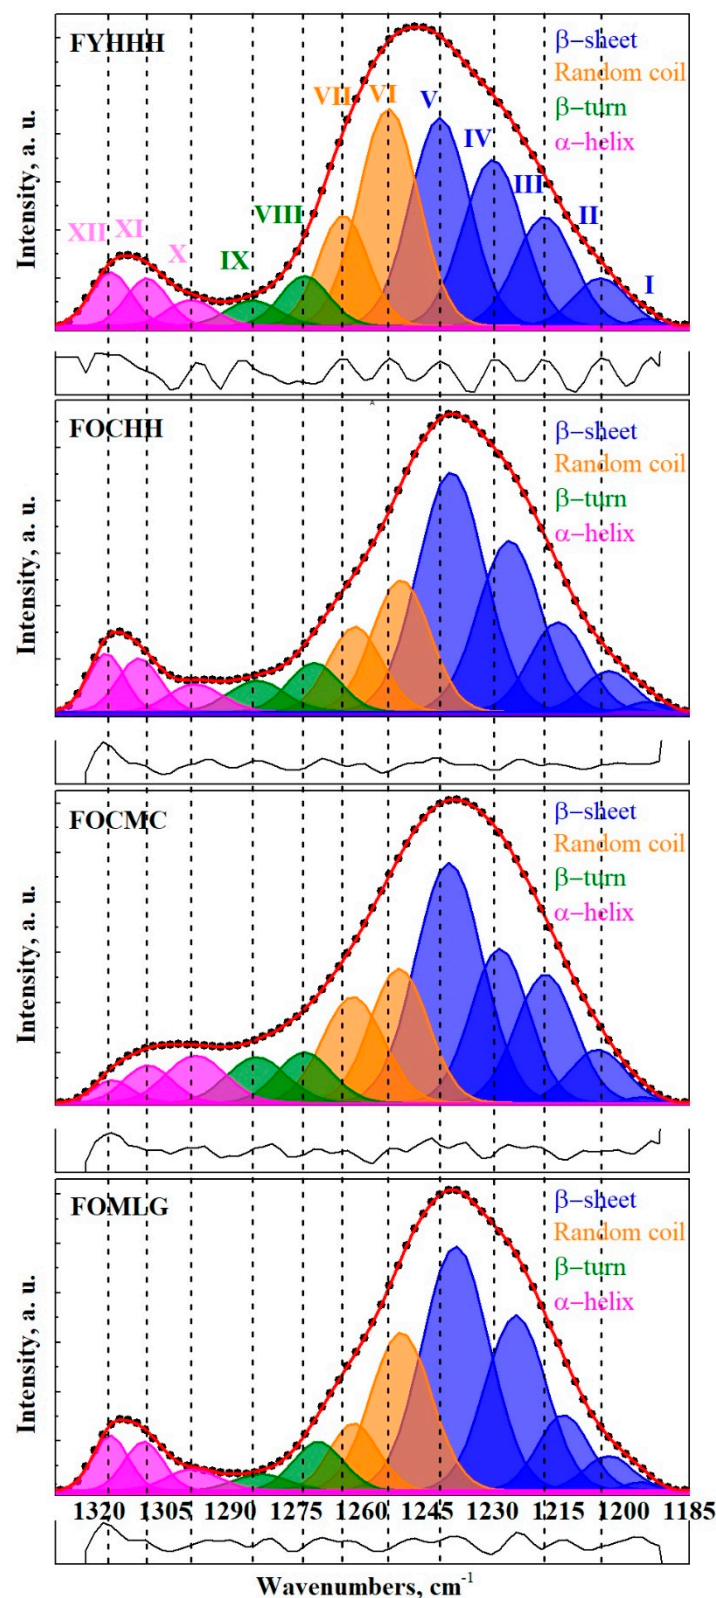 FYHHH
β−sheet
Random coil
β−turn
α−helix
VII
VI
V
IV
III
II
I
VIII
IX
X
XI
XII
Intensity, a. u.
FOCHH
β−sheet
Random coil
β−turn
α−helix
Intensity, a. u.
FOCMC
β−sheet
Random coil
β−turn
α−helix
Intensity, a. u.
FOMLG
β−sheet
Random coil
β−turn
α−helix
Intensity, a. u.
1320 1305 1290 1275 1260 1245 1230 1215 1200 1185
Wavenumbers, cm⁻¹